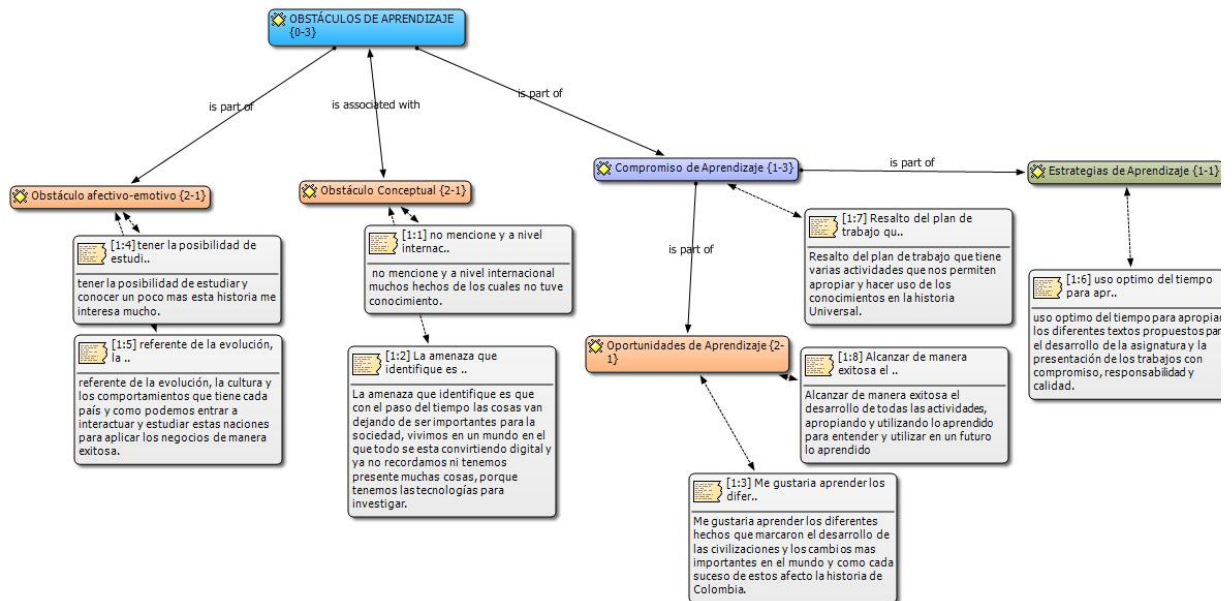 OBSTÁCULOS DE APRENDIZAJE
{0-3}
is part of
is associated with
is part of
Obstáculo afectivo-emotivo {2-1}
Obstáculo Conceptual {2-1}
Compromiso de Aprendizaje {1-3}
is part of
Estrategias de Aprendizaje {1-1}
[1:4] tener la posibilidad de
estudi..
tener la posibilidad de estudiar y
conocer un poco mas esta historia me
interesa mucho.
[1:5] referente de la evolución,
la ..
referente de la evolución, la cultura y
los comportamientos que tiene cada
país y como podemos entrar a
interactuar y estudiar estas naciones
para aplicar los negocios de manera
exitosa.
[1:1] no mencione y a nivel
internac..
no mencione y a nivel internacional
muchos hechos de los cuales no tuve
conocimiento.
[1:2] La amenaza que
identifique es ..
La amenaza que identifique es que
con el paso del tiempo las cosas van
dejando de ser importantes para la
sociedad, vivimos en un mundo en el
que todo se esta convirtiendo digital y
ya no recordamos ni tenemos
presente muchas cosas, porque
tenemos las tecnologías para
investigar.
is part of
[1:7] Resalto del plan de
trabajo qu..
Resalto del plan de trabajo que tiene
varias actividades que nos permiten
apropiar y hacer uso de los
conocimientos en la historia
Universal.
Oportunidades de Aprendizaje {2-
1}
[1:8] Alcanzar de manera
exitosa el ..
Alcanzar de manera exitosa el
desarrollo de todas las actividades,
apropiando y utilizando lo aprendido
para entender y utilizar en un futuro
lo aprendido
[1:3] Me gustaria aprender los
difer..
Me gustaria aprender los diferentes
hechos que marcaron el desarrollo de
las civilizaciones y los cambios mas
importantes en el mundo y como cada
suceso de estos afecto la historia de
Colombia.
[1:6] uso optimo del tiempo
para apr..
uso optimo del tiempo para apropiar
los diferentes textos propuestos par
el desarrollo de la asignatura y la
presentación de los trabajos con
compromiso, responsabilidad y
calidad.